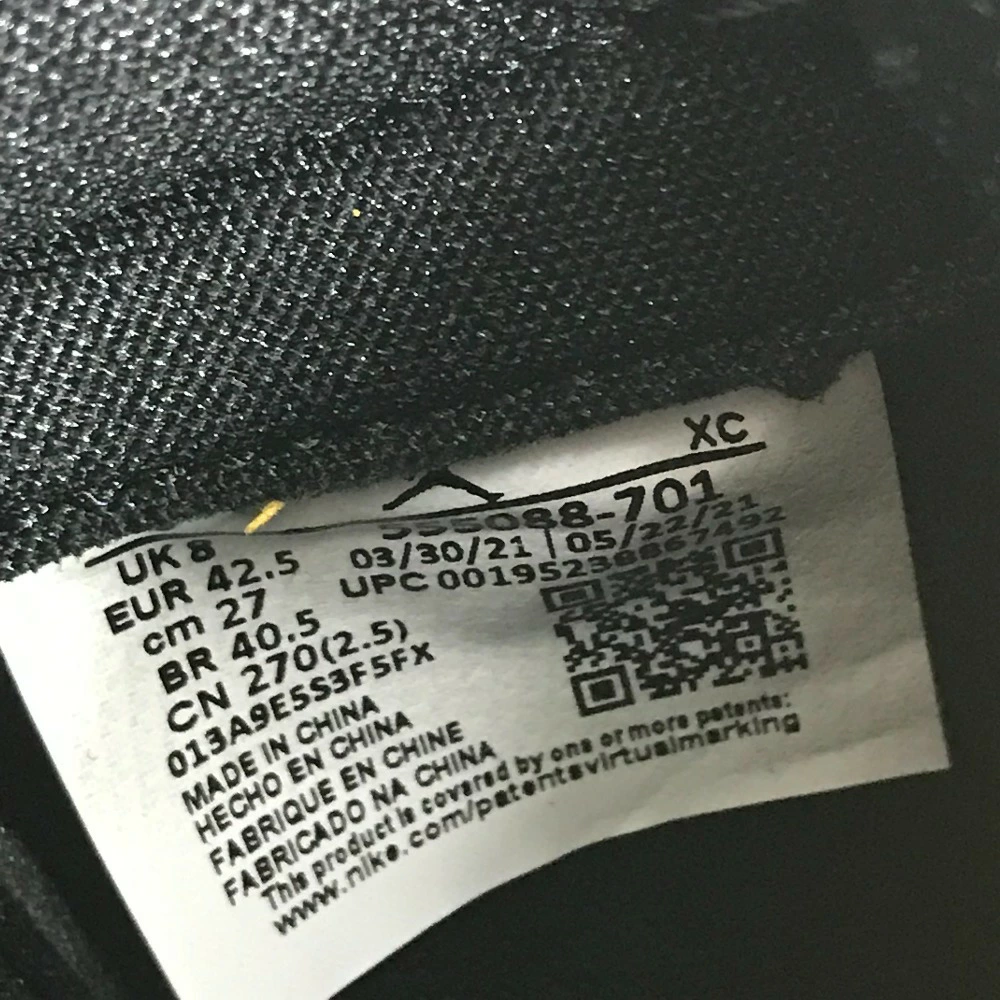 XC
555088-701
03/30/21 | 05/22/21
UPC 00195238867492
UK 8
EUR 42.5
cm 27
BR 40.5
CN 270(2.5)
013A9E5S3F5FX
MADE IN CHINA
HECHO EN CHINA
FABRIQUE EN CHINE
FABRICADO NA CHINA
This product is covered by one or more patents:
www.nike.com/patentsvirtualmarking